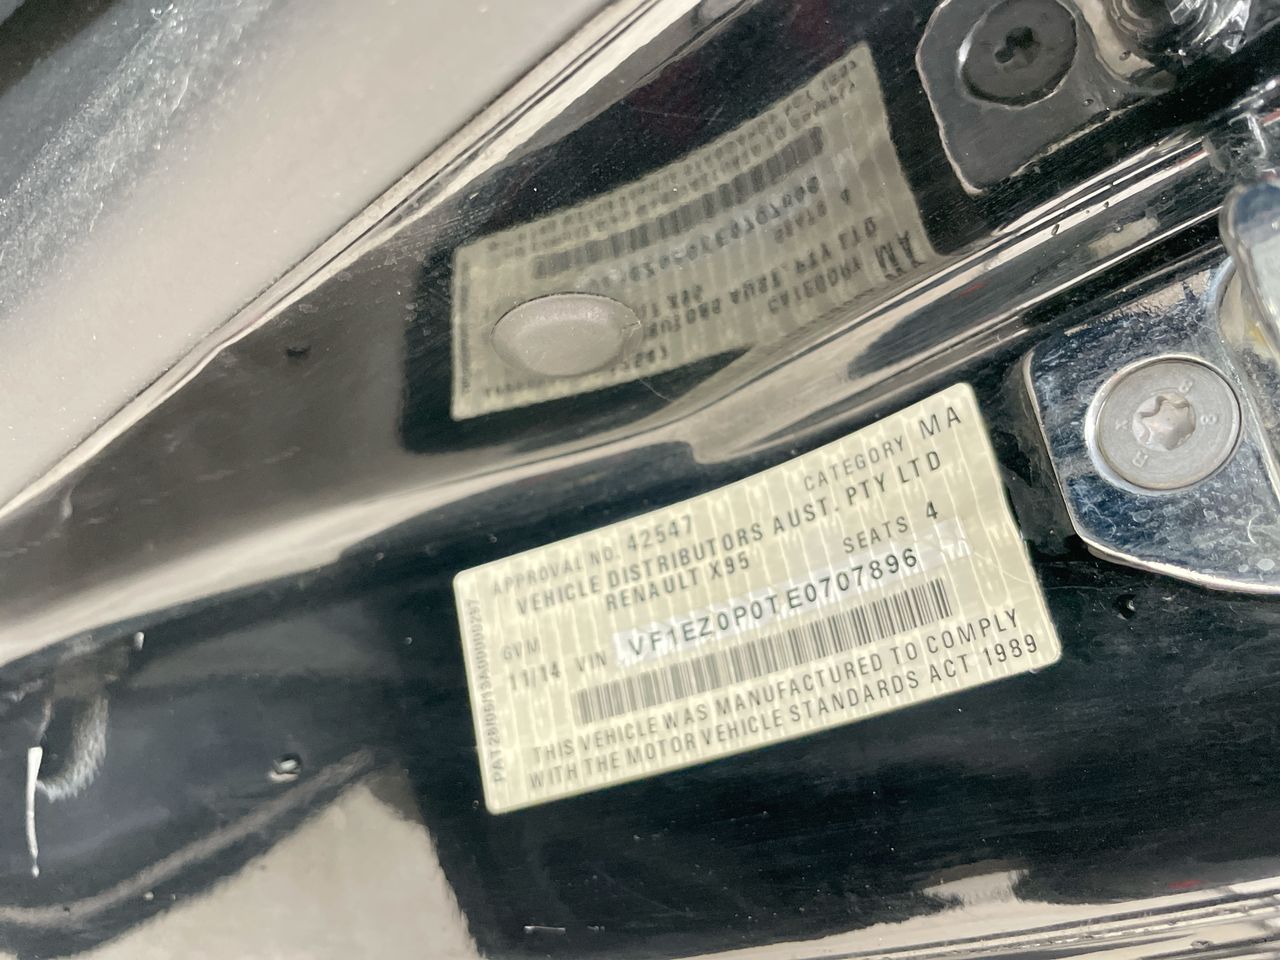 APPROVAL NO. 42547 CATEGORY MA
VEHICLE DISTRIBUTORS AUST. PTY LTD
RENAULT X95 SEATS 4
GVM
11/14 VIN VF1EZ0P0TE0707896
THIS VEHICLE WAS MANUFACTURED TO COMPLY
WITH THE MOTOR VEHICLE STANDARDS ACT 1989